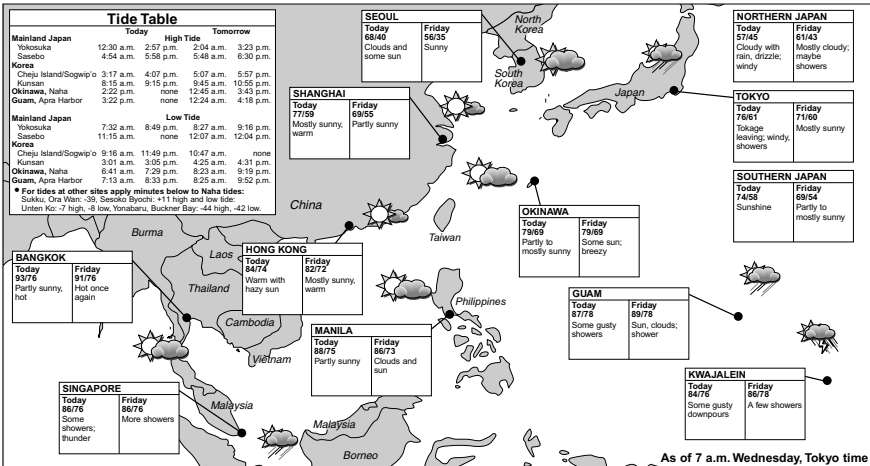 Tide Table
Today Tomorrow
Mainland Japan High Tide
Yokosuka 12:30 a.m. 2:57 p.m. 2:04 a.m. 3:23 p.m.
Sasebo 4:54 a.m. 5:58 p.m. 5:48 a.m. 6:30 p.m.
Korea
Cheju Island/Sogwip'o 3:17 a.m. 4:07 p.m. 5:07 a.m. 5:57 p.m.
Kunsan 8:15 a.m. 9:15 p.m. 9:45 a.m. 10:55 p.m.
Okinawa, Naha 2:22 p.m. none 12:45 a.m. 3:43 p.m.
Guam, Apra Harbor 3:22 p.m. none 12:24 a.m. 4:18 p.m.
Mainland Japan Low Tide
Yokosuka 7:32 a.m. 8:49 p.m. 8:27 a.m. 9:16 p.m.
Sasebo 11:15 a.m. none 12:07 a.m. 12:04 p.m.
Korea
Cheju Island/Sogwip'o 9:16 a.m. 11:49 p.m. 10:47 a.m. none
Kunsan 3:01 a.m. 3:05 p.m. 4:25 a.m. 4:31 p.m.
Okinawa, Naha 6:41 a.m. 7:29 p.m. 8:23 a.m. 9:19 p.m.
Guam, Apra Harbor 7:13 a.m. 8:33 p.m. 8:25 a.m. 9:52 p.m.
• For tides at other sites apply minutes below to Naha tides:
Sukku, Ora Wan: -39, Sesoko Byochi: +11 high and low tide:
Unten Ko: -7 high, -8 low, Yonabaru, Buckner Bay: -44 high, -42 low.
SEOUL
Today Friday
68/40 56/35
Clouds and Sunny
some sun
North
Korea
South
Korea
Japan
NORTHERN JAPAN
Today Friday
57/45 61/43
Cloudy with Mostly cloudy;
rain, drizzle; maybe
windy showers
SHANGHAI
Today Friday
77/59 69/55
Mostly sunny, Partly sunny
warm
TOKYO
Today Friday
76/61 71/60
Tokage Mostly sunny
leaving; windy,
showers
SOUTHERN JAPAN
Today Friday
74/58 69/54
Sunshine Partly to
mostly sunny
China
Taiwan
OKINAWA
Today Friday
79/69 79/69
Partly to Some sun;
mostly sunny breezy
Burma
Laos
Thailand
Cambodia
Vietnam
BANGKOK
Today Friday
93/76 91/76
Partly sunny, Hot once
hot again
HONG KONG
Today Friday
84/74 82/72
Warm with Mostly sunny,
hazy sun warm
Philippines
GUAM
Today Friday
87/78 89/78
Some gusty Sun, clouds;
showers shower
MANILA
Today Friday
88/75 86/73
Partly sunny Clouds and
sun
KWAJALEIN
Today Friday
84/76 86/78
Some gusty A few showers
downpours
SINGAPORE
Today Friday
86/76 86/76
Some More showers
showers;
thunder
Malaysia
Malaysia
Borneo
As of 7 a.m. Wednesday, Tokyo time